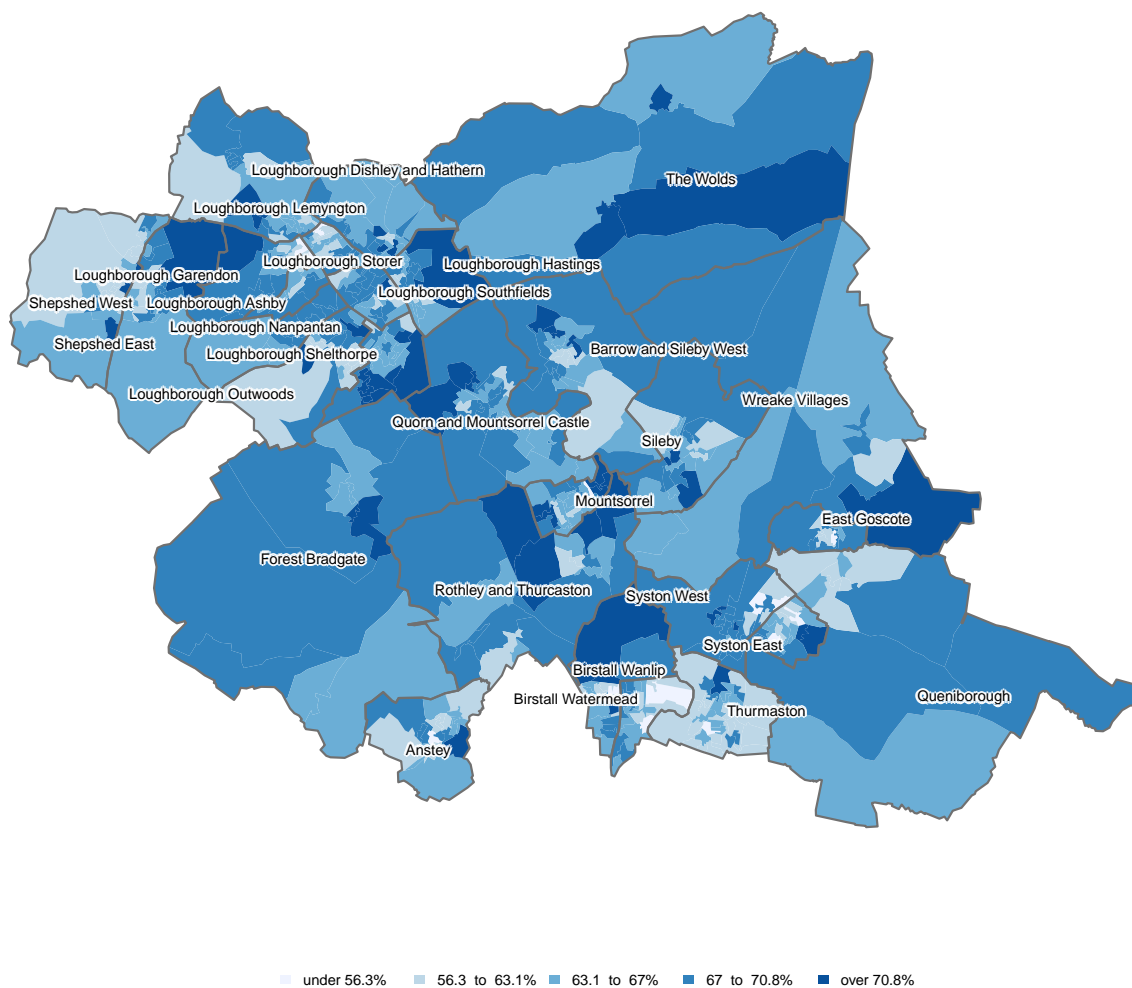 Loughborough Dishley and Hathern
The Wolds
Loughborough Lemyngton
Loughborough Storer
Loughborough Hastings
Loughborough Garendon
Loughborough Southfields
Shepshed West
Loughborough Ashby
Loughborough Nanpantan
Shepshed East
Barrow and Sileby West
Loughborough Shelthorpe
Loughborough Outwoods
Wreake Villages
Quorn and Mountsorrel Castle
Sileby
Mountsorrel
East Goscote
Forest Bradgate
Rothley and Thurcaston
Syston West
Syston East
Birstall Wanlip
Birstall Watermead
Queniborough
Thurmaston
Anstey
under 56.3% 56.3 to 63.1% 63.1 to 67% 67 to 70.8% over 70.8%